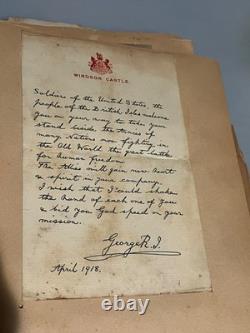 WINDSOR CASTLE.
Soldiers of the United States, the
people of the British Isles welcome
you on your way to take your
stand beside the Armies of
many Nations now fighting in
the Old World the great battle
for human freedom.
The Allies will gain new heart
& spirit in your company.
I wish that I could shake
the hand of each one of you
& bid you God speed on your
mission.
George R.I.
April 1918.